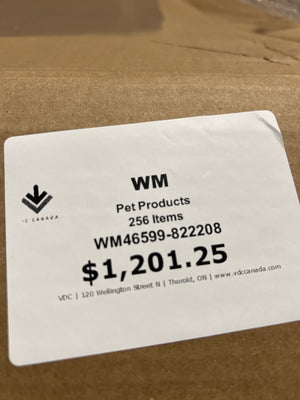 WM
Pet Products
256 Items
WM46599-822208
$1,201.25
VDC | 120 Wellington Street N | Thorold, ON | www.vdccanada.com
C CANADA